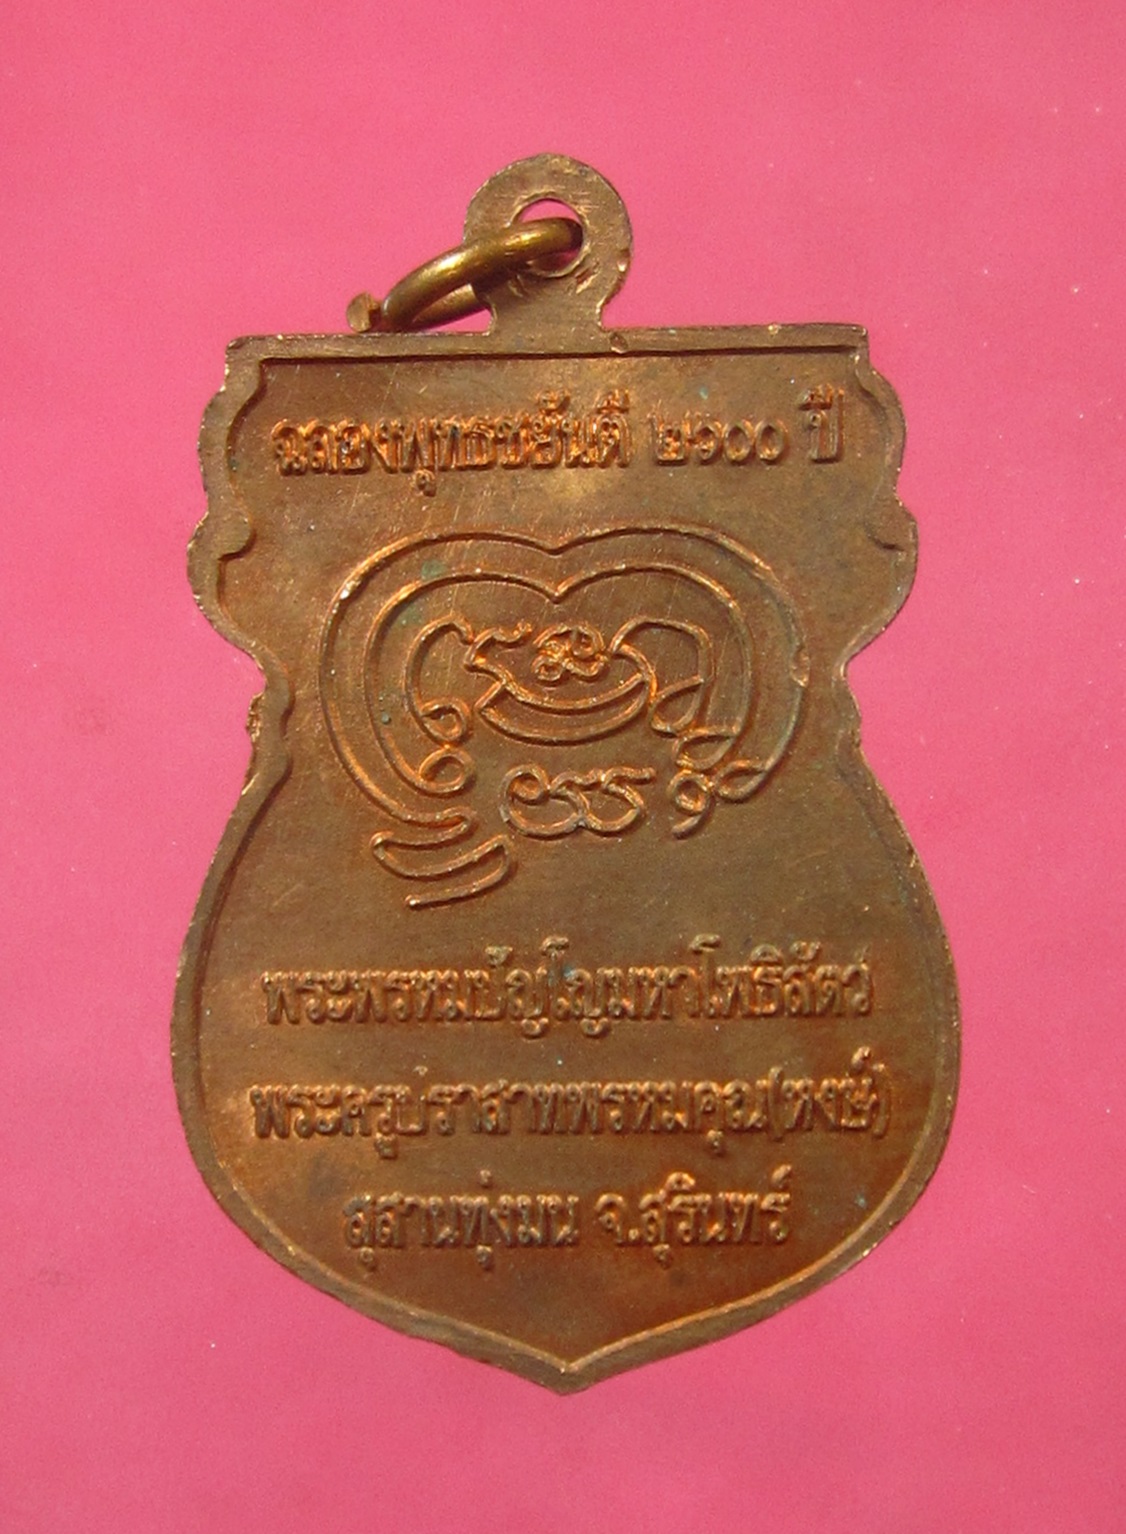 ฉลองพุทธชยันตี ๒๖๐๐ ปี
พระพรหมปัญโญมหาโพธิสัตว
พระครูปราสาทพรหมคุณ(หงษ์)
สุสานทุ่งมน จ.สุรินทร์